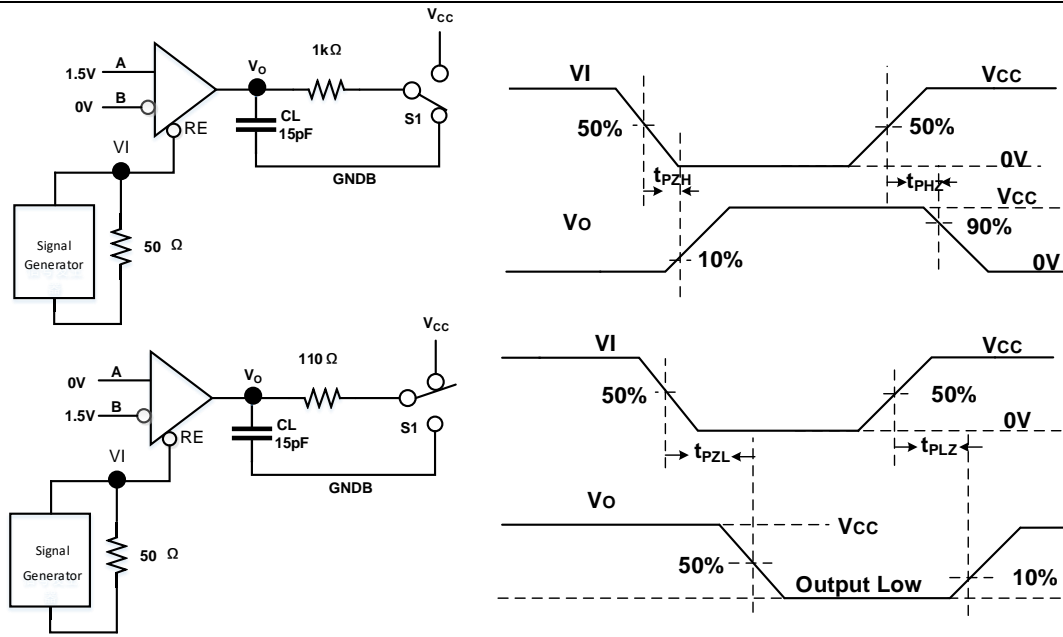 VCC
1kΩ
VO
1.5V
A
0V
B
RE
VI
CL
15pF
S1
GNDB
Signal
Generator
50 Ω
VI
VCC
50%
50%
0V
tPZH
tPHZ
VCC
VO
90%
10%
0V
VCC
110 Ω
VO
0V
A
1.5V
B
RE
VI
CL
15pF
S1
GNDB
Signal
Generator
50 Ω
VI
VCC
50%
50%
0V
tPZL
tPLZ
VO
VCC
50%
Output Low
10%